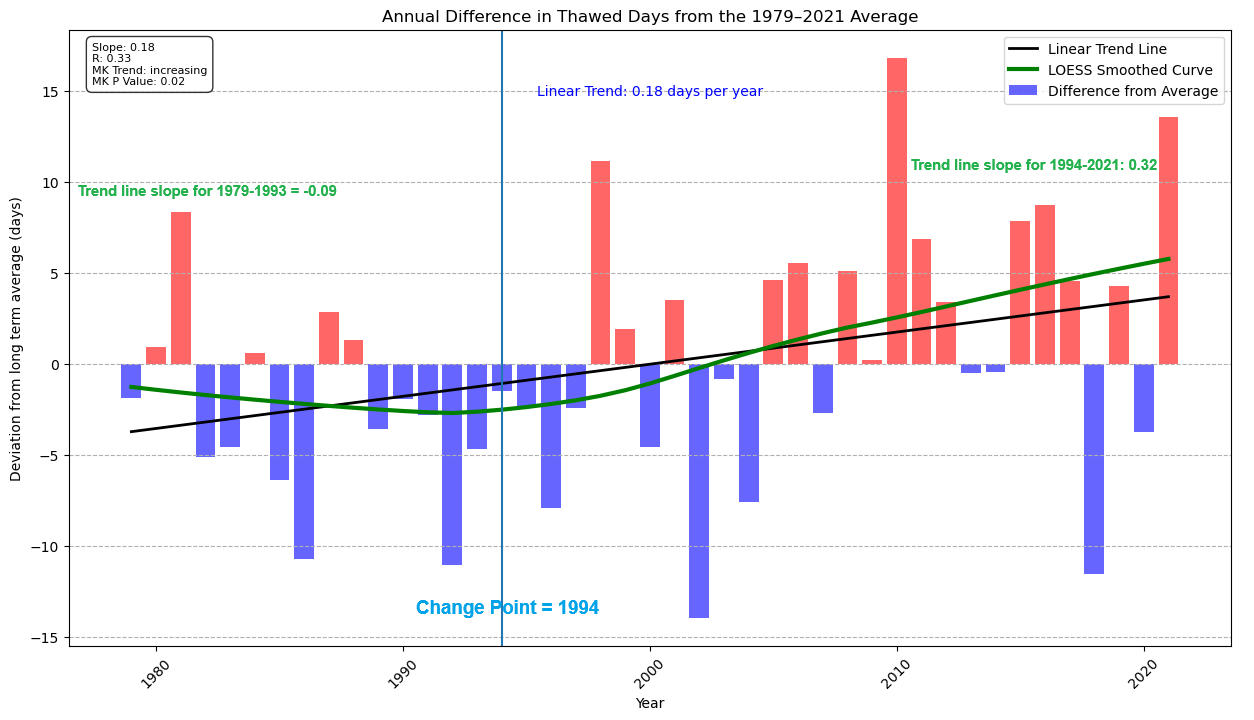 Annual Difference in Thawed Days from the 1979–2021 Average
Slope: 0.18
R: 0.33
MK Trend: increasing
MK P Value: 0.02
Linear Trend: 0.18 days per year
Linear Trend Line
LOESS Smoothed Curve
Difference from Average
Trend line slope for 1979-1993 = -0.09
Trend line slope for 1994-2021: 0.32
Change Point = 1994
Deviation from long term average (days)
15
10
5
0
−5
−10
−15
1980
1990
2000
2010
2020
Year